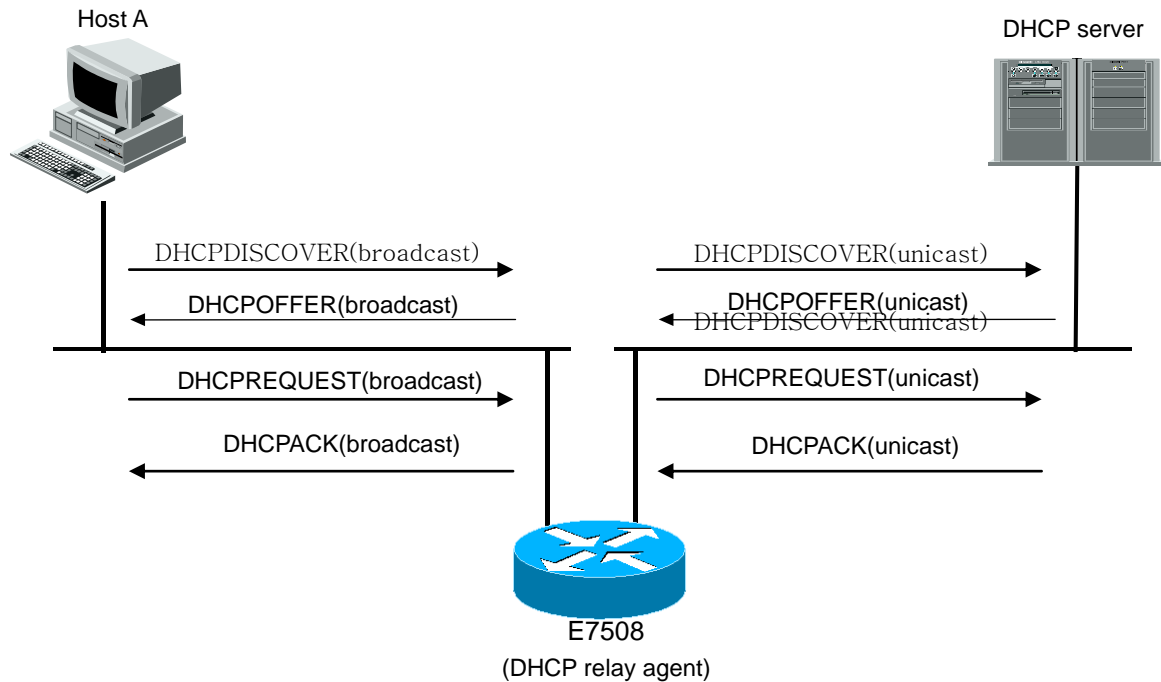 Host A
DHCP server
DHCPDISCOVER(broadcast)
DHCPDISCOVER(unicast)
DHCPOFFER(broadcast)
DHCPOFFER(unicast)
DHCPDISCOVER(unicast)
DHCPREQUEST(broadcast)
DHCPREQUEST(unicast)
DHCPACK(broadcast)
DHCPACK(unicast)
E7508
(DHCP relay agent)